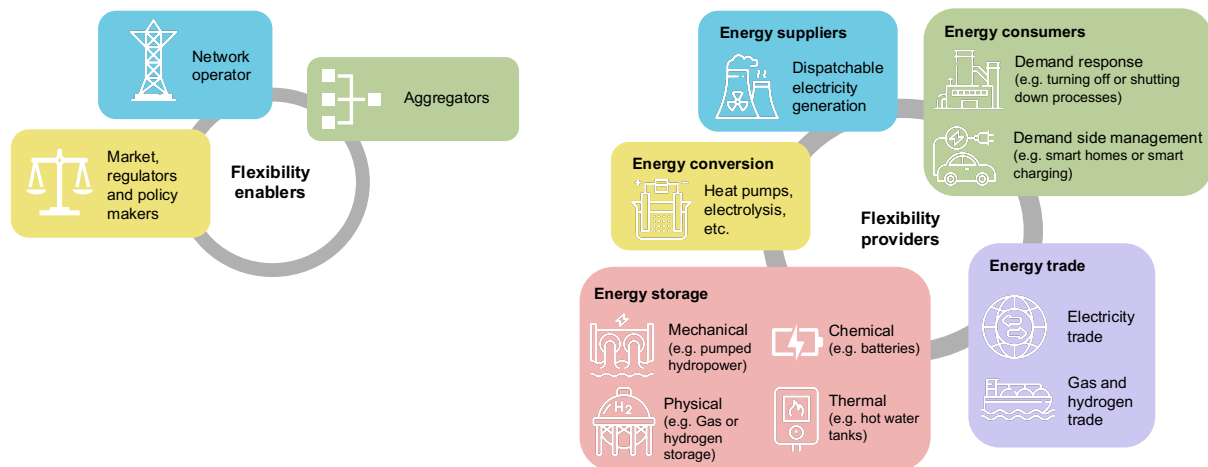 Network
operator
Aggregators
Market,
regulators
and policy
makers
Flexibility
enablers
Energy suppliers
Dispatchable
electricity
generation
Energy consumers
Demand response
(e.g. turning off or shutting
down processes)
Demand side management
(e.g. smart homes or smart
charging)
Energy conversion
Heat pumps,
electrolysis,
etc.
Flexibility
providers
Energy storage
Mechanical
(e.g. pumped
hydropower)
Chemical
(e.g. batteries)
H2
Physical
(e.g. Gas or
hydrogen
storage)
Thermal
(e.g. hot water
tanks)
Energy trade
Electricity
trade
Gas and
hydrogen
trade